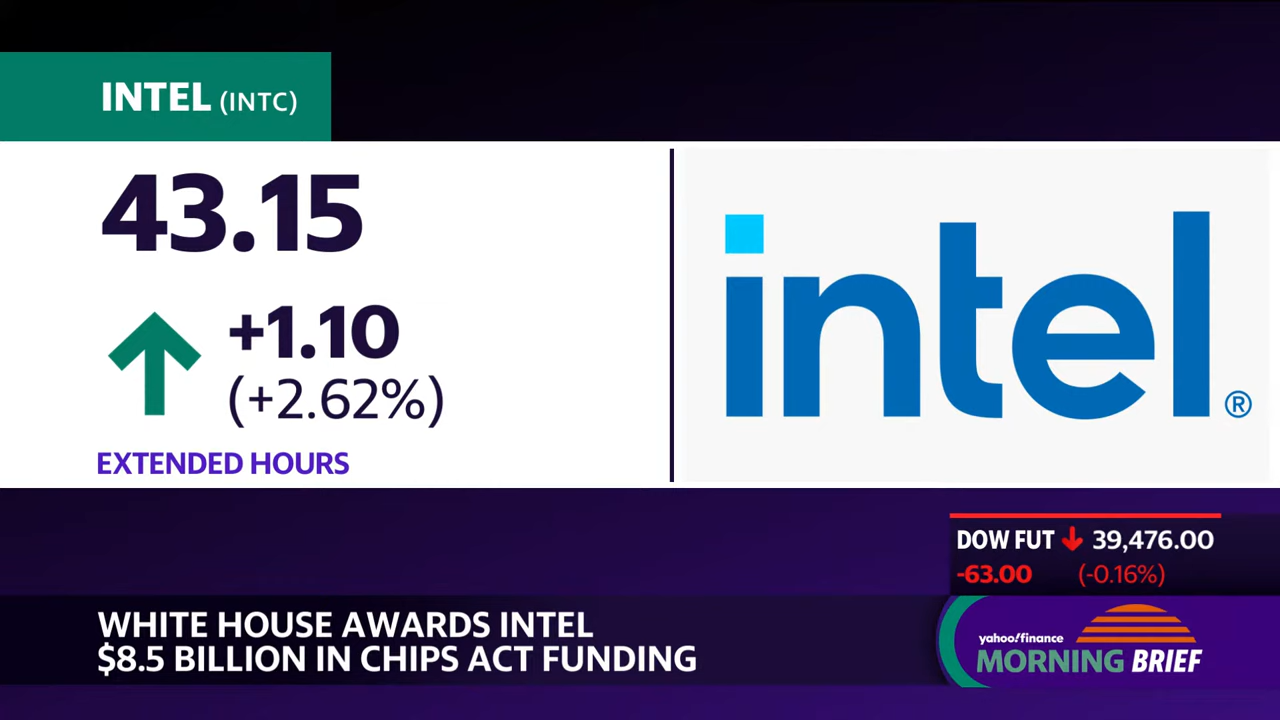 INTEL (INTC)
43.15
+1.10
(+2.62%)
EXTENDED HOURS
intel®
DOW FUT 39,476.00
-63.00 (-0.16%)
WHITE HOUSE AWARDS INTEL
$8.5 BILLION IN CHIPS ACT FUNDING
yahoo!finance
MORNING BRIEF